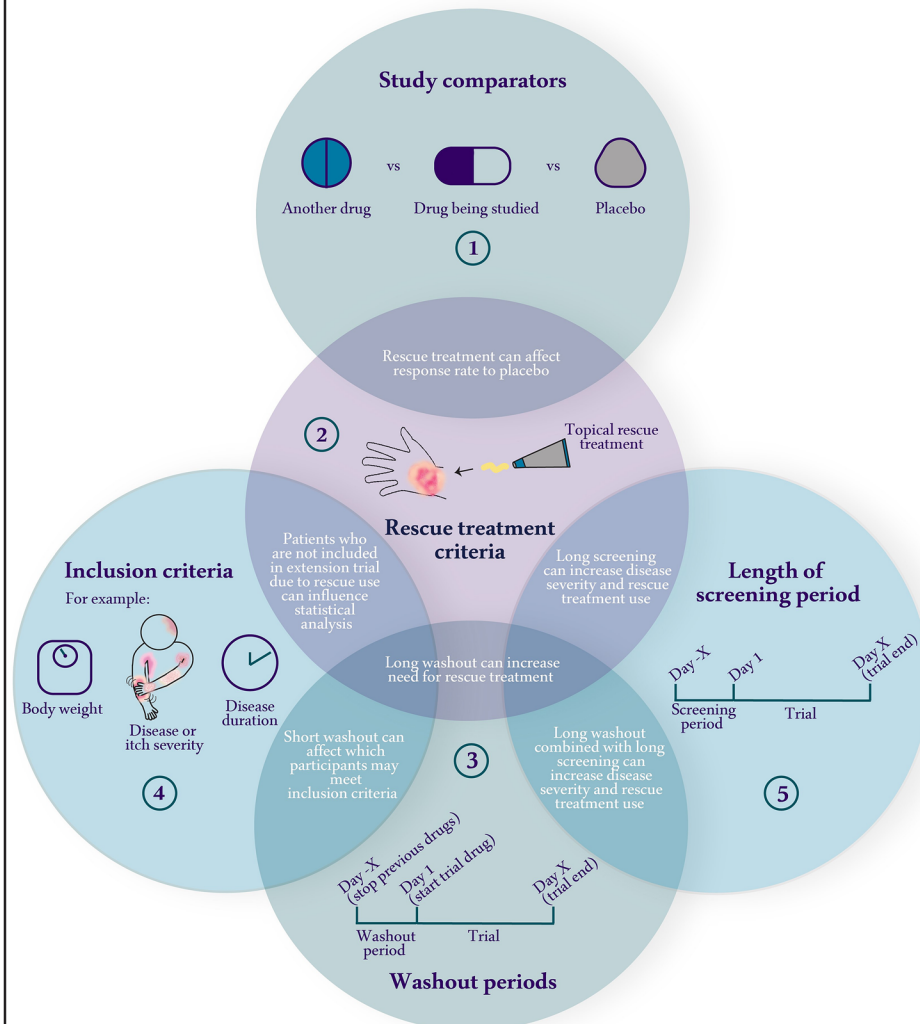 Study comparators
vs
vs
Another drug
Drug being studied
Placebo
1
Rescue treatment can affect
response rate to placebo
2
Topical rescue
treatment
Rescue treatment
criteria
Patients who
are not included
in extension trial
due to rescue use
can influence
statistical
analysis
Long screening
can increase disease
severity and rescue
treatment use
Inclusion criteria
For example:
Body weight
Disease or
itch severity
Disease
duration
4
Length of
screening period
Day -X
Day 1
Day X
(trial end)
Screening
period
Trial
5
Long washout can increase
need for rescue treatment
Short washout can
affect which
participants may
meet
inclusion criteria
3
Long washout
combined with long
screening can
increase disease
severity and rescue
treatment use
Day -X
(stop previous drugs)
Day 1
(start trial drug)
Day X
(trial end)
Washout
period
Trial
Washout periods